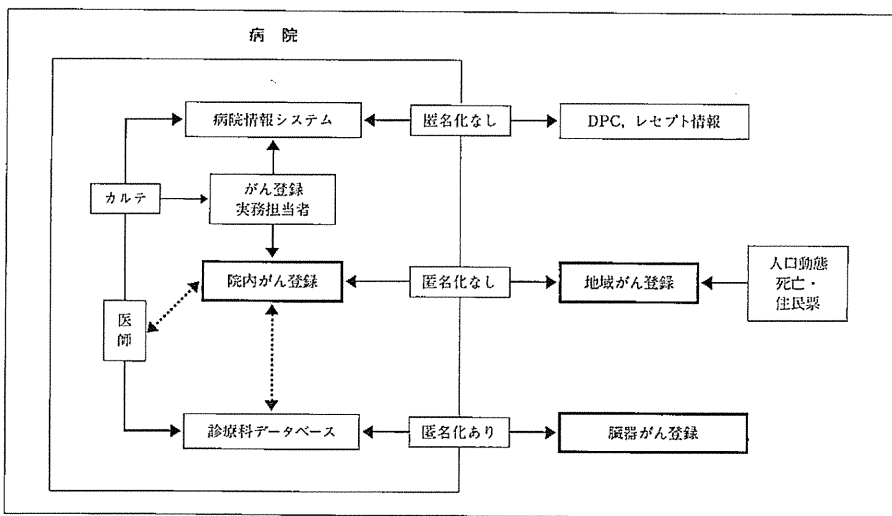 病院
病院情報システム
匿名化なし
DPC，レセプト情報
カルテ
がん登録
実務担当者
院内がん登録
匿名化なし
地域がん登録
人口動態
死亡・
住民票
医
師
診療科データベース
匿名化あり
臓器がん登録